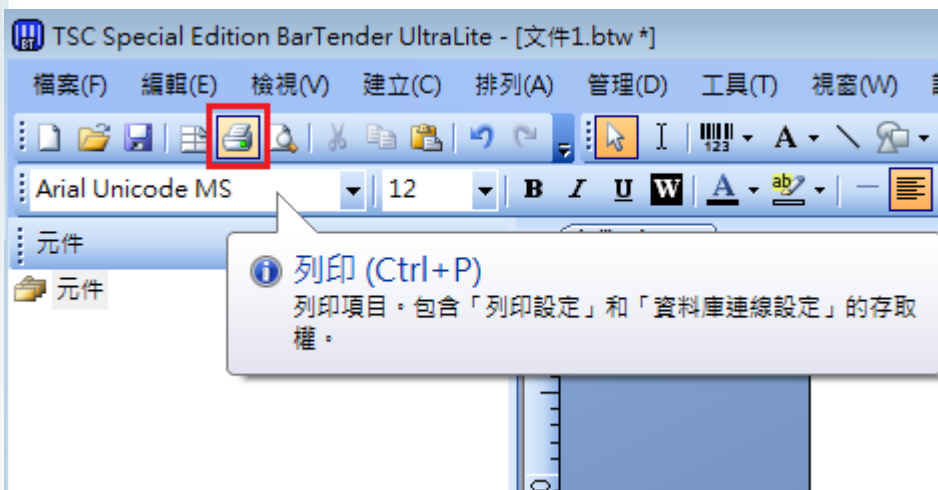 TSC Special Edition BarTender UltraLite - [文件1.btw *]
檔案(F) 編輯(E) 檢視(V) 建立(C) 排列(A) 管理(D) 工具(T) 視窗(W)
123 A
Arial Unicode MS 12 B I U W A ab
元件
元件
列印 (Ctrl+P)
列印項目。包含「列印設定」和「資料庫連線設定」的存取
權。
0